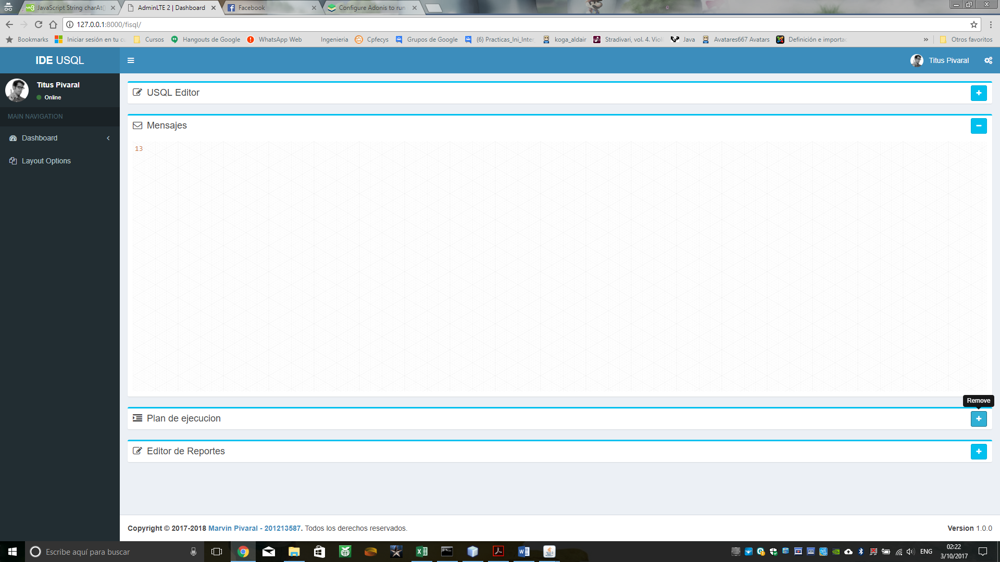 JavaScript String charAt()
AdminLTE 2 | Dashboard
Facebook
Configure Adonis to run
127.0.0.1:8000/fisql/
Bookmarks
Iniciar sesión en tu cu
Cursos
Hangouts de Google
WhatsApp Web
Ingenieria
Cpfecys
Grupos de Google
(6) Practicas_Ini_Inter
koga_aldair
Stradivari, vol. 4. Violi
Java
Avatares667 Avatars
Definición e importac
»
Otros favoritos
IDE USQL
Titus Pivaral
Titus Pivaral
Online
MAIN NAVIGATION
Dashboard
Layout Options
USQL Editor
Mensajes
13
Remove
Plan de ejecucion
Editor de Reportes
Copyright © 2017-2018 Marvin Pivaral - 201213587. Todos los derechos reservados.
Version 1.0.0
Escribe aquí para buscar
ENG
02:22
3/10/2017